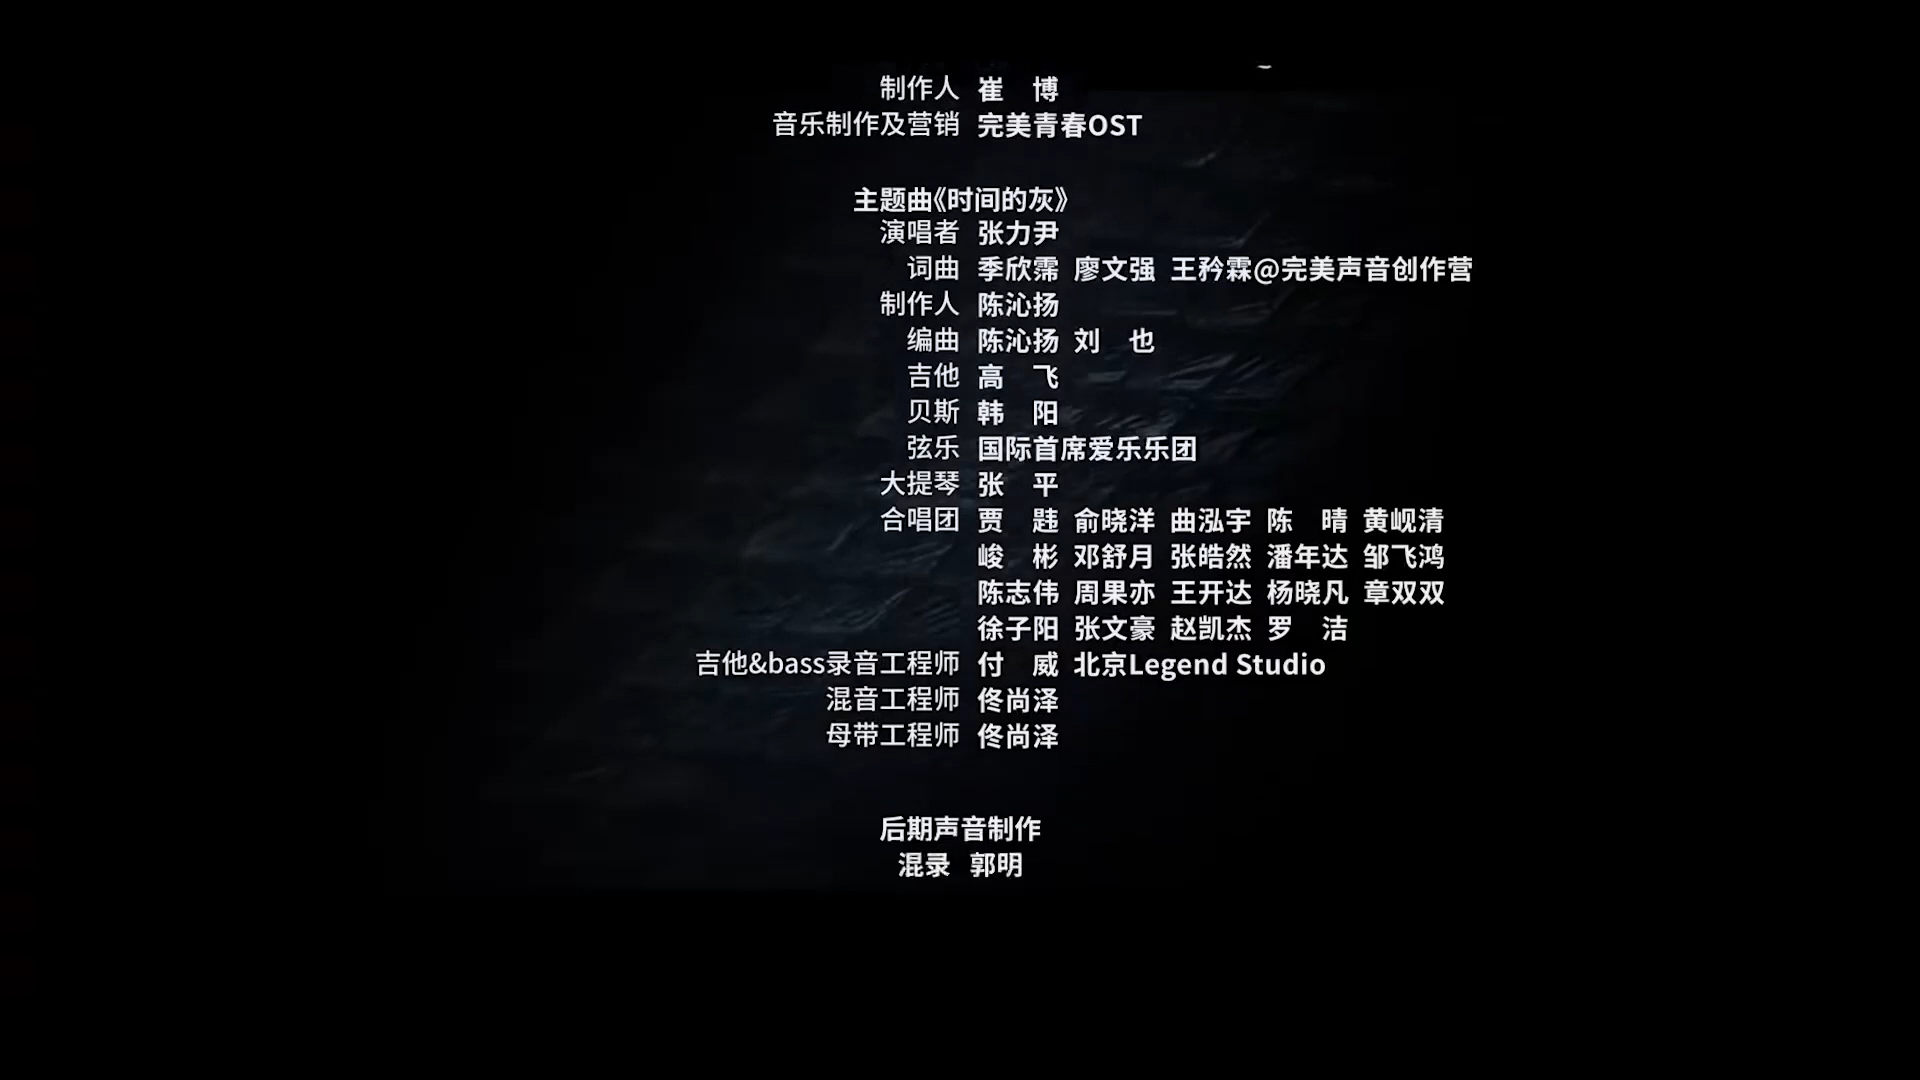 制作人 崔 博
音乐制作及营销 完美青春OST
主题曲《时间的灰》
演唱者 张力尹
词曲 季欣霈 廖文强 王矜霖@完美声音创作营
制作人 陈沁扬
编曲 陈沁扬 刘 也
吉他 高 飞
贝斯 韩 阳
弦乐 国际首席爱乐乐团
大提琴 张 平
合唱团 贾 韪 俞晓洋 曲泓宇 陈 晴 黄岘清
峻 彬 邓舒月 张皓然 潘年达 邹飞鸿
陈志伟 周果亦 王开达 杨晓凡 章双双
徐子阳 张文豪 赵凯杰 罗 洁
吉他&bass录音工程师 付 威 北京Legend Studio
混音工程师 佟尚泽
母带工程师 佟尚泽
后期声音制作
混录 郭明